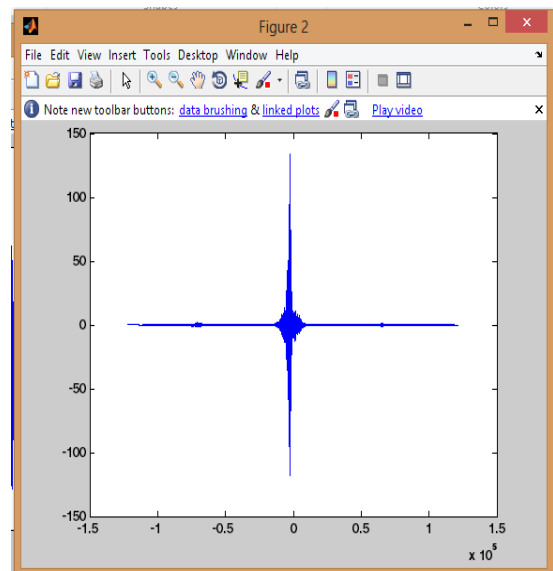 Figure 2
File Edit View Insert Tools Desktop Window Help
Note new toolbar buttons: data brushing & linked plots Play video
150
100
50
0
-50
-100
-150
-1.5 -1 -0.5 0 0.5 1 1.5
x 10^5